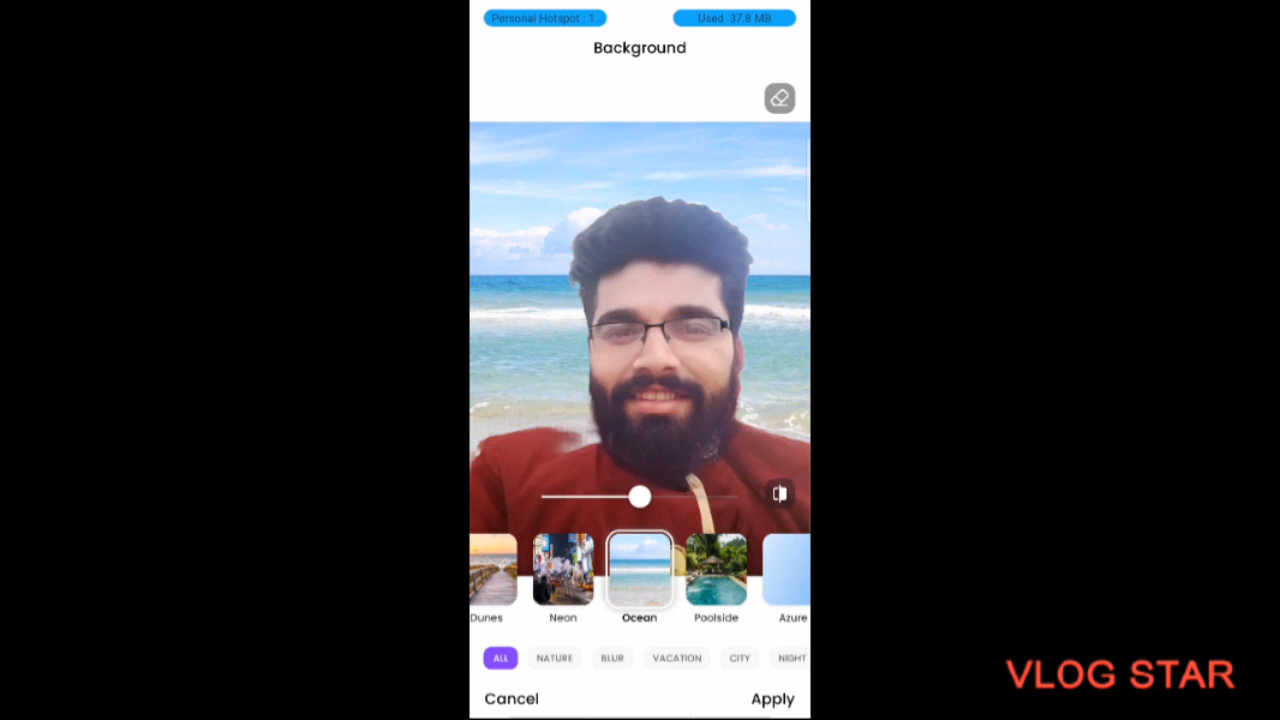 Personal Hotspot : 1 ...
Used 37.8 MB
Background
Dunes
Neon
Ocean
Poolside
Azure
ALL
NATURE
BLUR
VACATION
CITY
NIGHT
Cancel
Apply
VLOG STAR